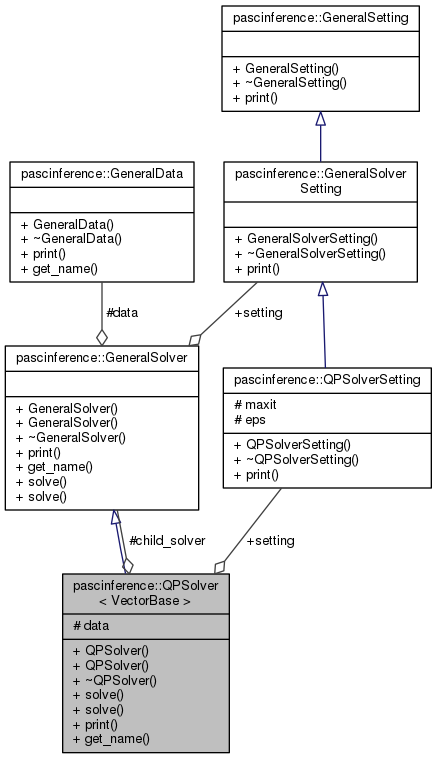 pascinference::GeneralSetting
+ GeneralSetting()
+ ~GeneralSetting()
+ print()
pascinference::GeneralData
+ GeneralData()
+ ~GeneralData()
+ print()
+ get_name()
pascinference::GeneralSolver
Setting
+ GeneralSolverSetting()
+ ~GeneralSolverSetting()
+ print()
#data
+setting
pascinference::GeneralSolver
+ GeneralSolver()
+ GeneralSolver()
+ ~GeneralSolver()
+ print()
+ get_name()
+ solve()
+ solve()
pascinference::QPSolverSetting
# maxit
# eps
+ QPSolverSetting()
+ ~QPSolverSetting()
+ print()
#child_solver
+setting
pascinference::QPSolver
< VectorBase >
# data
+ QPSolver()
+ QPSolver()
+ ~QPSolver()
+ solve()
+ solve()
+ print()
+ get_name()